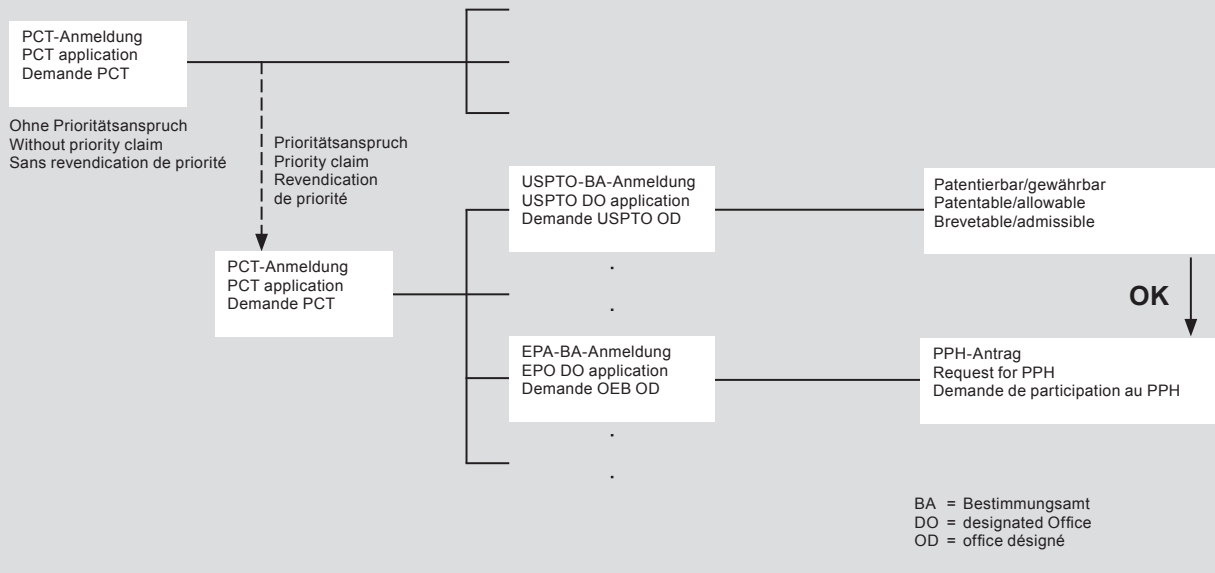 PCT-Anmeldung
PCT application
Demande PCT
Ohne Prioritätsanspruch
Without priority claim
Sans revendication de priorité
Prioritätsanspruch
Priority claim
Revendication
de priorité
USPTO-BA-Anmeldung
USPTO DO application
Demande USPTO OD
Patentierbar/gewährbar
Patentable/allowable
Brevetable/admissible
PCT-Anmeldung
PCT application
Demande PCT
.
.
OK
EPA-BA-Anmeldung
EPO DO application
Demande OEB OD
PPH-Antrag
Request for PPH
Demande de participation au PPH
.
.
BA = Bestimmungsamt
DO = designated Office
OD = office désigné